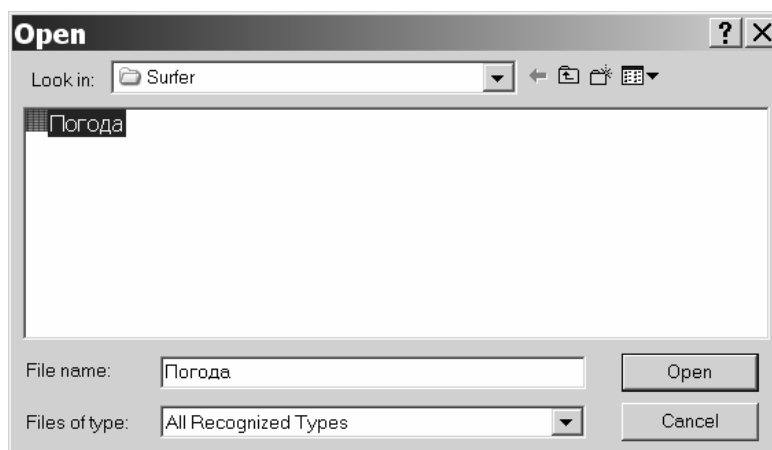 Open
Look in: Surfer
Погода
File name: Погода Open
Files of type: All Recognized Types Cancel